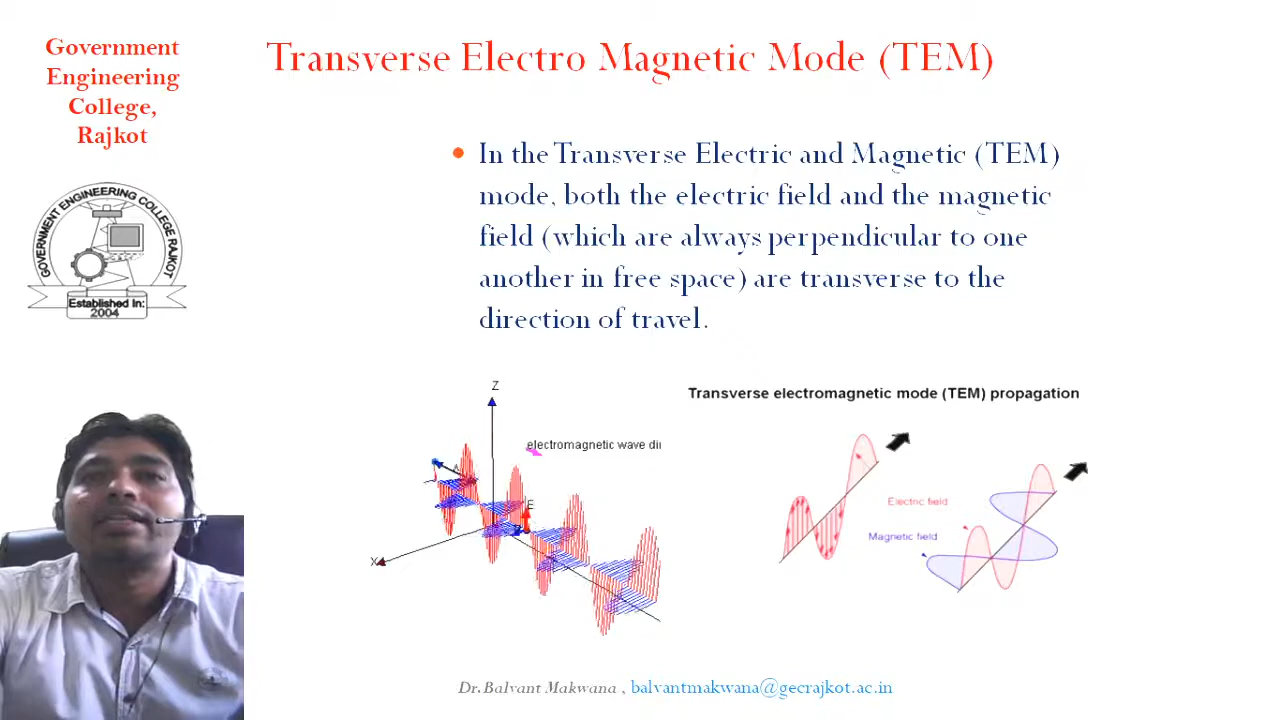 Government
Engineering
College,
Rajkot
Transverse Electro Magnetic Mode (TEM)
GOVERNMENT ENGINEERING COLLEGE RAJKOT
Established In:
2004
• In the Transverse Electric and Magnetic (TEM)
mode, both the electric field and the magnetic
field (which are always perpendicular to one
another in free space) are transverse to the
direction of travel.
Z
electromagnetic wave di
A
E
X
Transverse electromagnetic mode (TEM) propagation
Electric field
Magnetic field
Dr. Balvant Makwana , balvantmakwana@gecrajkot.ac.in